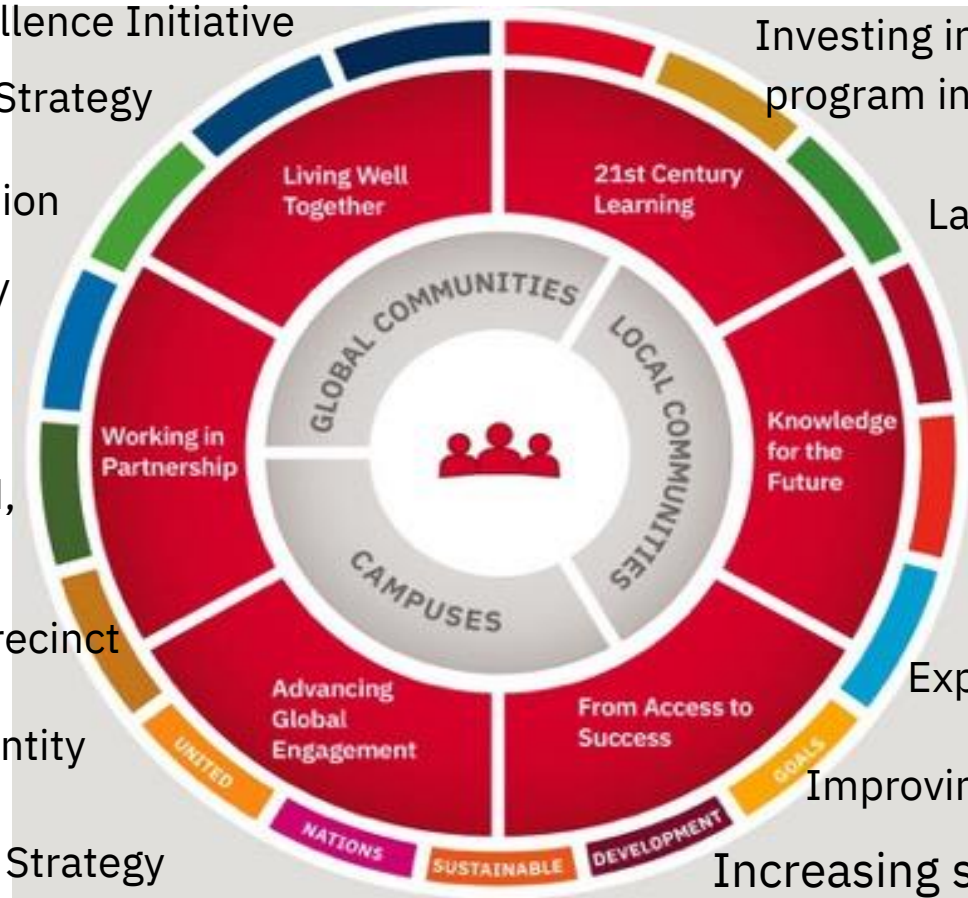 llence Initiative
Strategy
ion
y
,
recinct
ntity
Strategy
Investing in
program in
La
Exp
Improvin
Increasing s
Living Well
Together
21st Century
Learning
Knowledge
for the
Future
From Access to
Success
Advancing
Global
Engagement
Working in
Partnership
GLOBAL COMMUNITIES
LOCAL COMMUNITIES
CAMPUSES
UNITED
NATIONS
SUSTAINABLE
DEVELOPMENT
GOALS